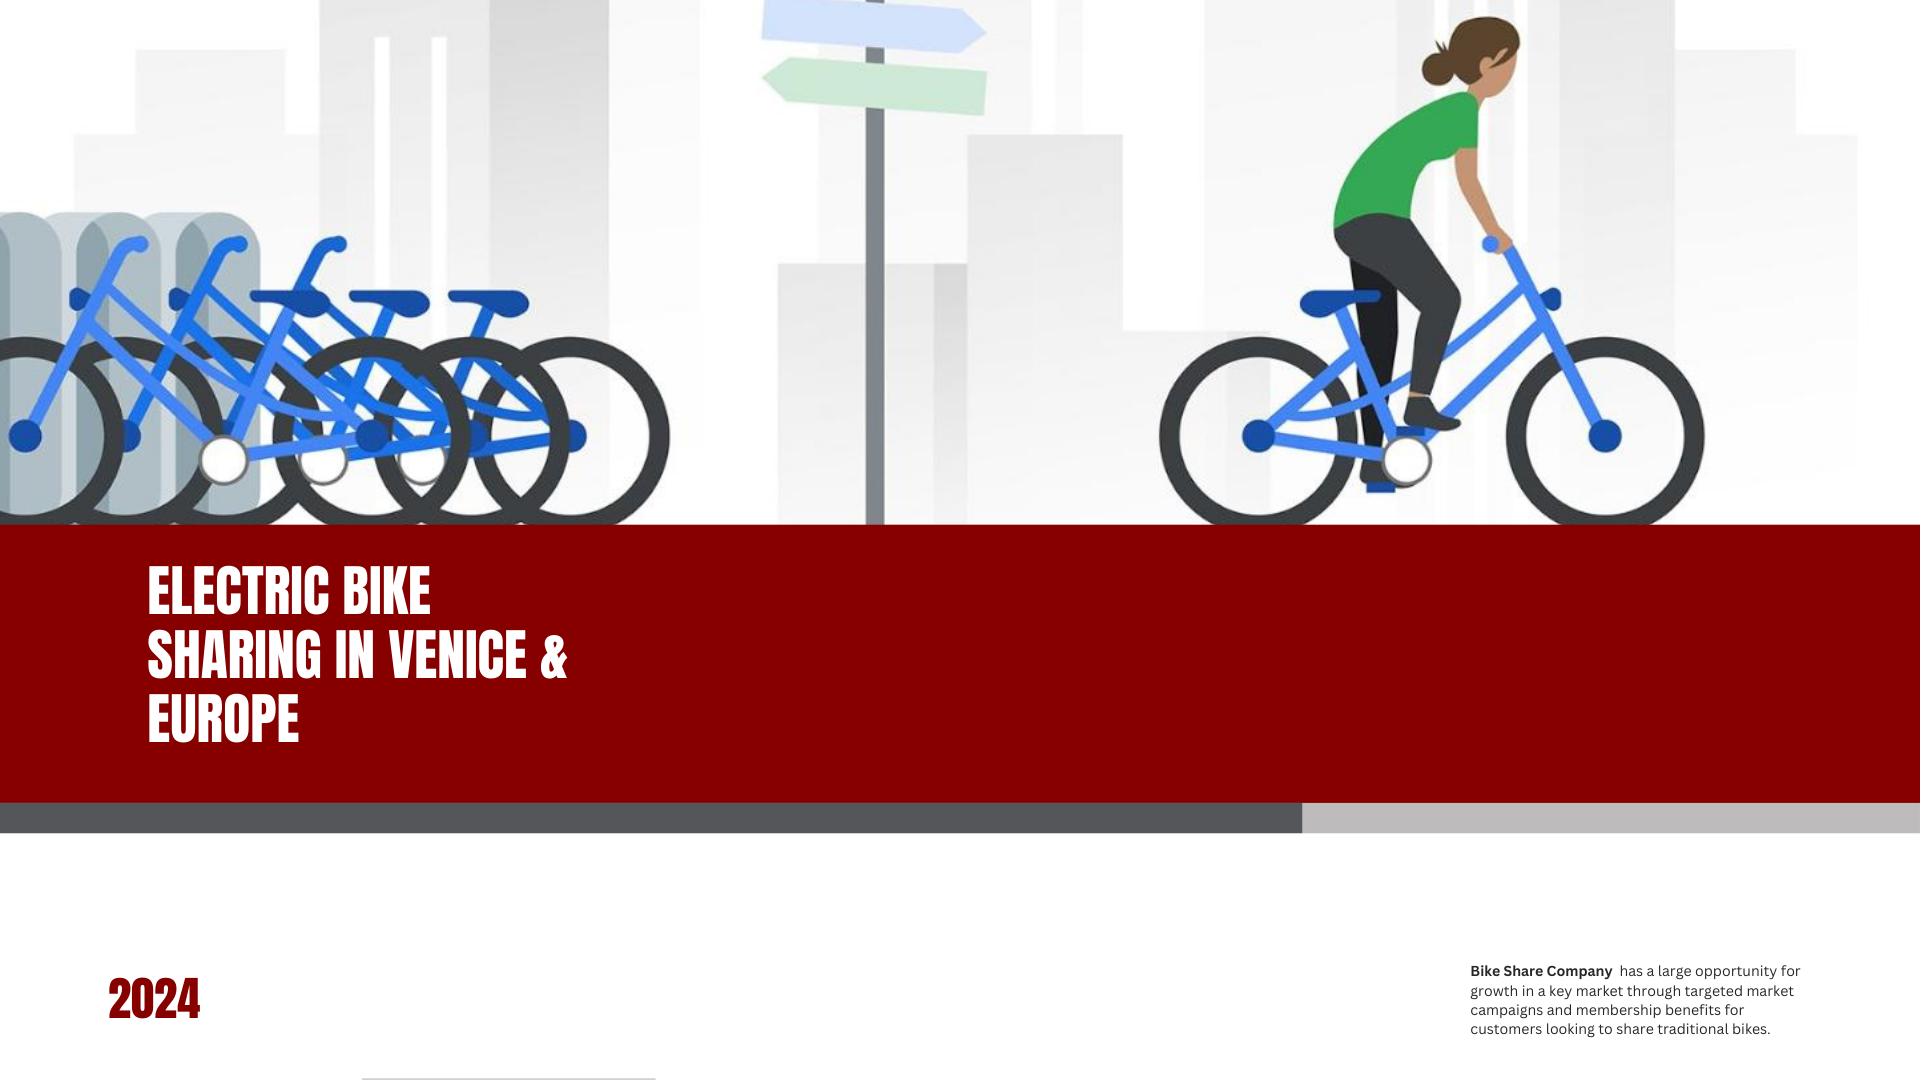 ELECTRIC BIKE
SHARING IN VENICE &
EUROPE
2024
Bike Share Company has a large opportunity for
growth in a key market through targeted market
campaigns and membership benefits for
customers looking to share traditional bikes.